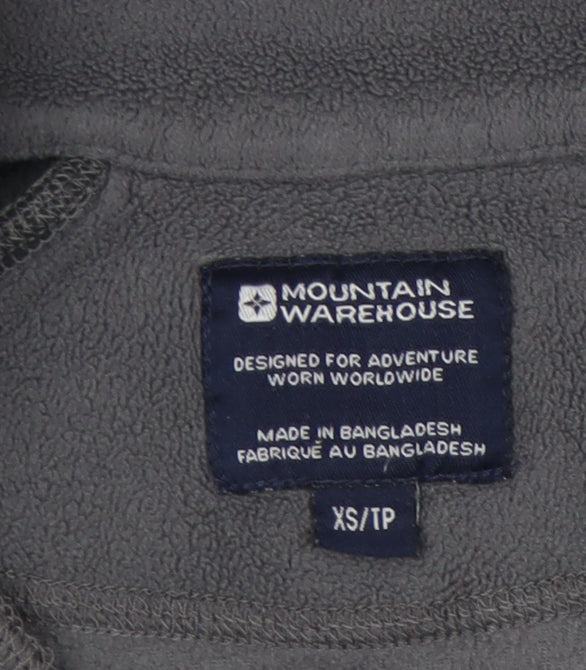 MOUNTAIN
WAREHOUSE
DESIGNED FOR ADVENTURE
WORN WORLDWIDE
MADE IN BANGLADESH
FABRIQUÉ AU BANGLADESH
XS/TP